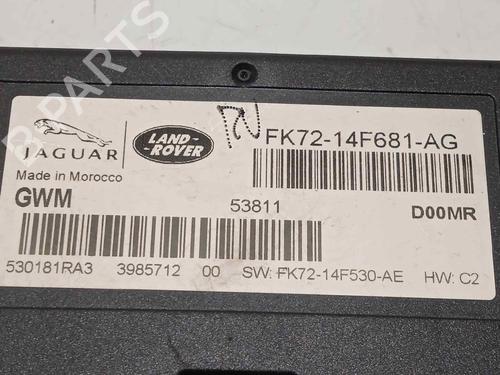 JAGUAR
LAND-
-ROVER
FK72-14F681-AG
Made in Morocco
GWM
53811
D00MR
530181RA3 3985712 00 SW: FK72-14F530-AE HW: C2
B-PARTS